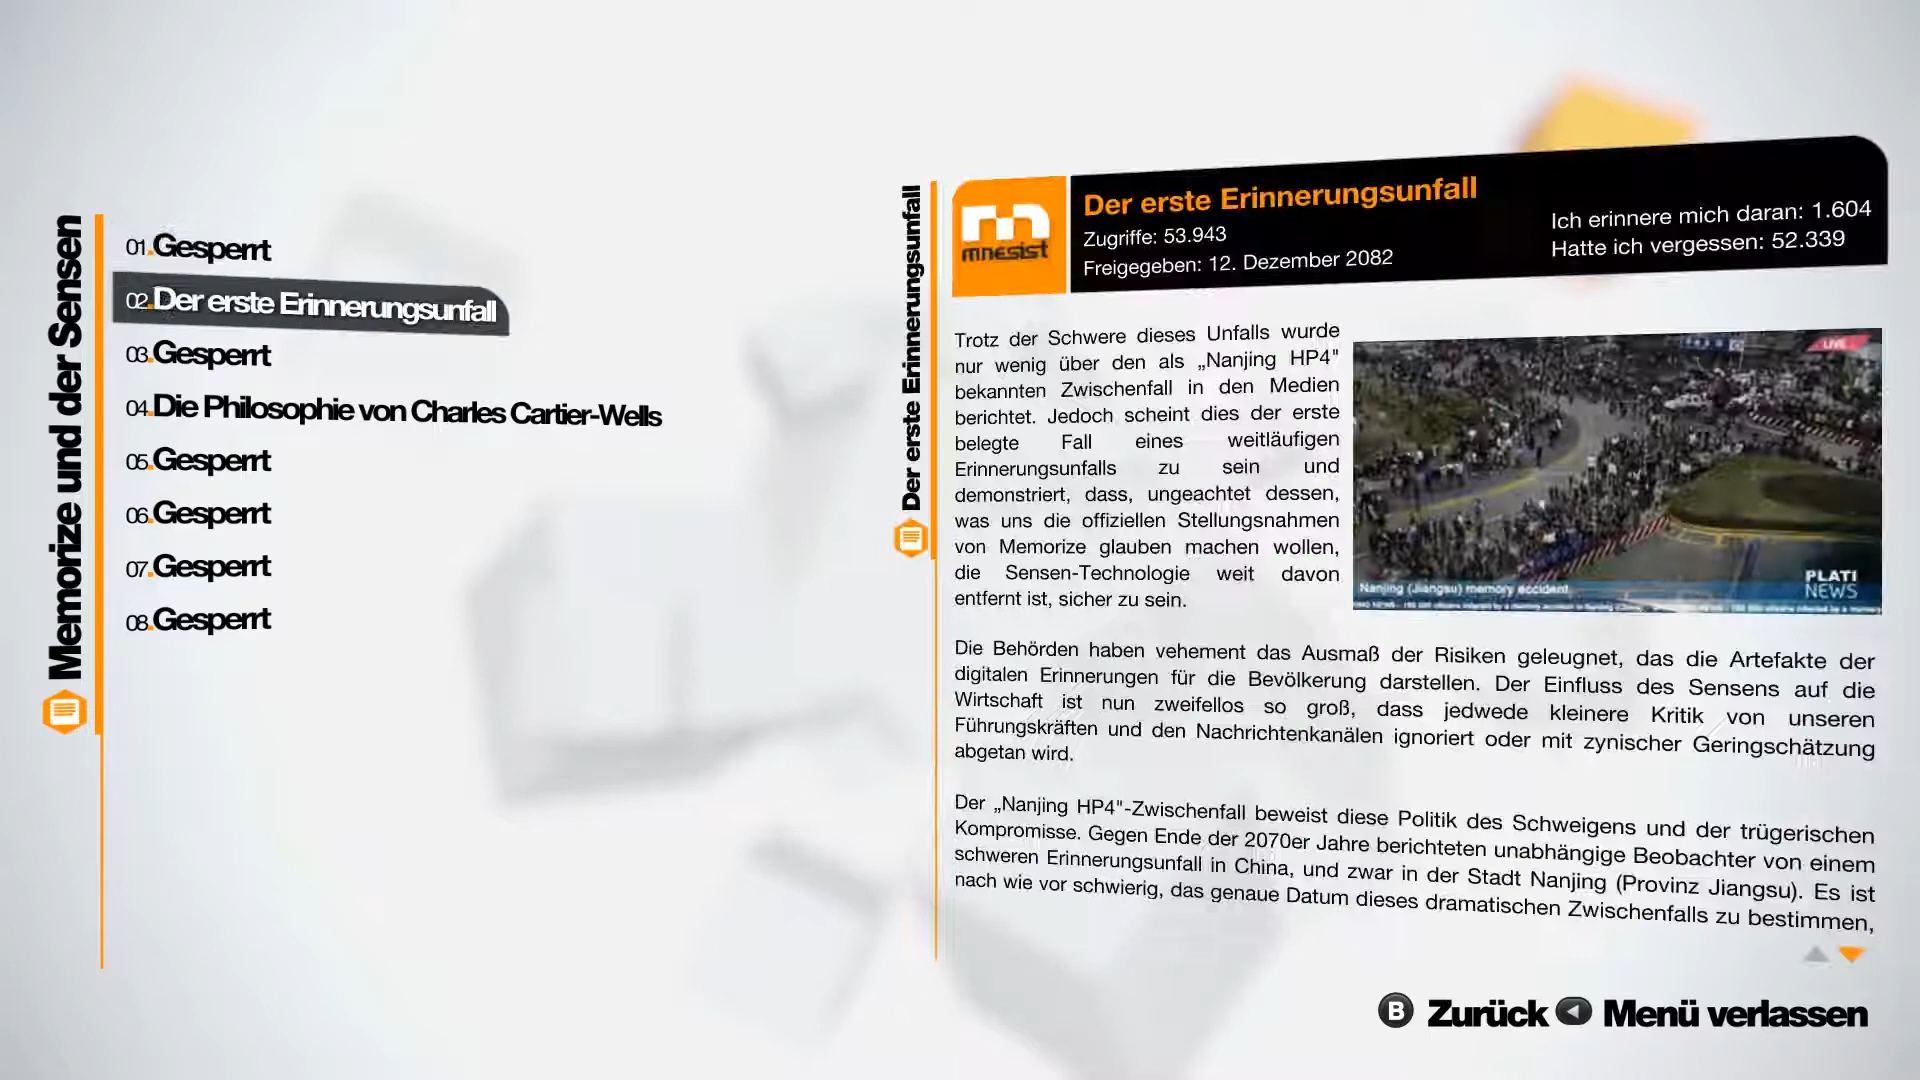 Memorize und der Sensen
01.Gesperrt
02.Der erste Erinnerungsunfall
03.Gesperrt
04.Die Philosophie von Charles Cartier-Wells
05.Gesperrt
06.Gesperrt
07.Gesperrt
08.Gesperrt
Der erste Erinnerungsunfall
mnesist
Der erste Erinnerungsunfall
Zugriffe: 53.943
Freigegeben: 12. Dezember 2082
Ich erinnere mich daran: 1.604
Hatte ich vergessen: 52.339
Trotz der Schwere dieses Unfalls wurde
nur wenig über den als „Nanjing HP4"
bekannten Zwischenfall in den Medien
berichtet. Jedoch scheint dies der erste
belegte Fall eines weitläufigen
Erinnerungsunfalls zu sein und
demonstriert, dass, ungeachtet dessen,
was uns die offiziellen Stellungsnahmen
von Memorize glauben machen wollen,
die Sensen-Technologie weit davon
entfernt ist, sicher zu sein.
LIVE
Nanjing (Jiangsu) memory accident
PLATI
NEWS
Die Behörden haben vehement das Ausmaß der Risiken geleugnet, das die Artefakte der
digitalen Erinnerungen für die Bevölkerung darstellen. Der Einfluss des Sensens auf die
Wirtschaft ist nun zweifellos so groß, dass jedwede kleinere Kritik von unseren
Führungskräften und den Nachrichtenkanälen ignoriert oder mit zynischer Geringschätzung
abgetan wird.
Der „Nanjing HP4"-Zwischenfall beweist diese Politik des Schweigens und der trügerischen
Kompromisse. Gegen Ende der 2070er Jahre berichteten unabhängige Beobachter von einem
schweren Erinnerungsunfall in China, und zwar in der Stadt Nanjing (Provinz Jiangsu). Es ist
nach wie vor schwierig, das genaue Datum dieses dramatischen Zwischenfalls zu bestimmen,
B Zurück Menü verlassen